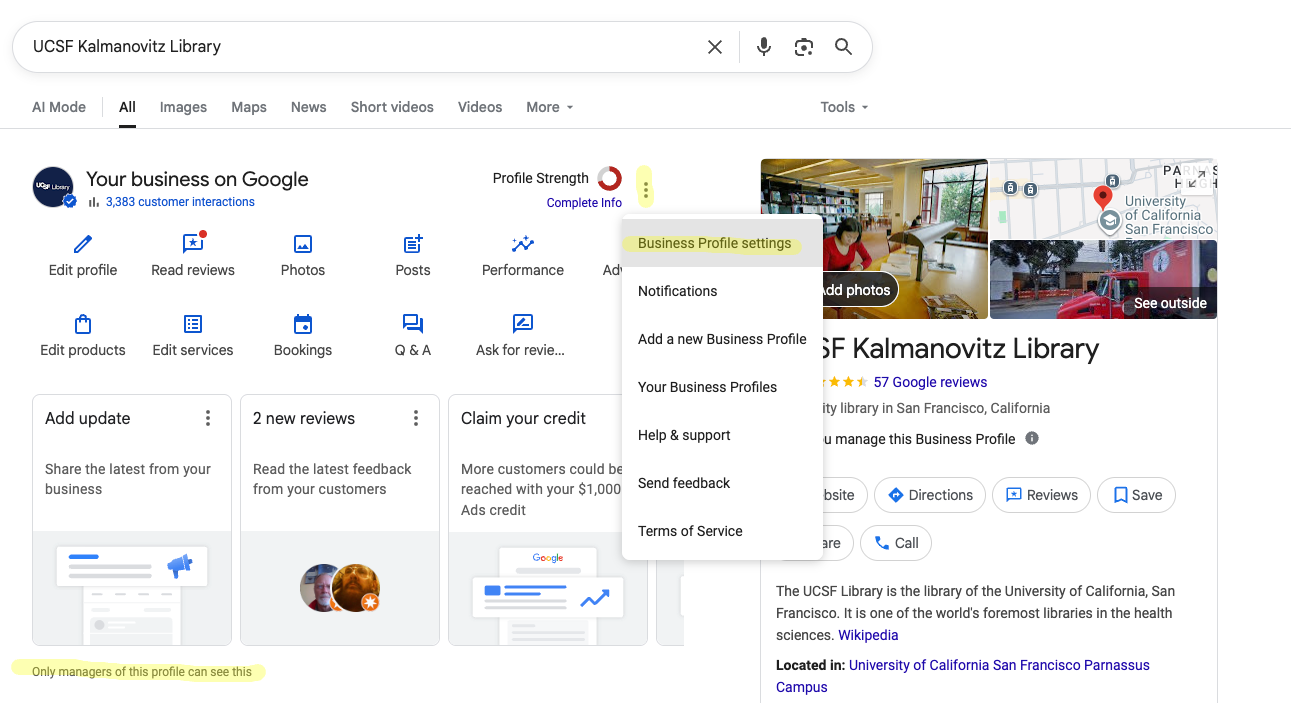 UCSF Kalmanovitz Library
AI Mode
All
Images
Maps
News
Short videos
Videos
More
Tools
UCSF Library
Your business on Google
3,383 customer interactions
Profile Strength
Complete Info
Edit profile
Read reviews
Photos
Posts
Performance
Adv
Edit products
Edit services
Bookings
Q & A
Ask for revie...
Add update
Share the latest from your
business
2 new reviews
Read the latest feedback
from your customers
Claim your credit
More customers could be
reached with your $1,000
Ads credit
Google
Only managers of this profile can see this
Business Profile settings
Notifications
Add a new Business Profile
Your Business Profiles
Help & support
Send feedback
Terms of Service
Add photos
PARNAS
HEIGH
University
of California
San Francisco
See outside
SF Kalmanovitz Library
57 Google reviews
ity library in San Francisco, California
ou manage this Business Profile
bsite
Directions
Reviews
Save
are
Call
The UCSF Library is the library of the University of California, San
Francisco. It is one of the world's foremost libraries in the health
sciences. Wikipedia
Located in: University of California San Francisco Parnassus
Campus